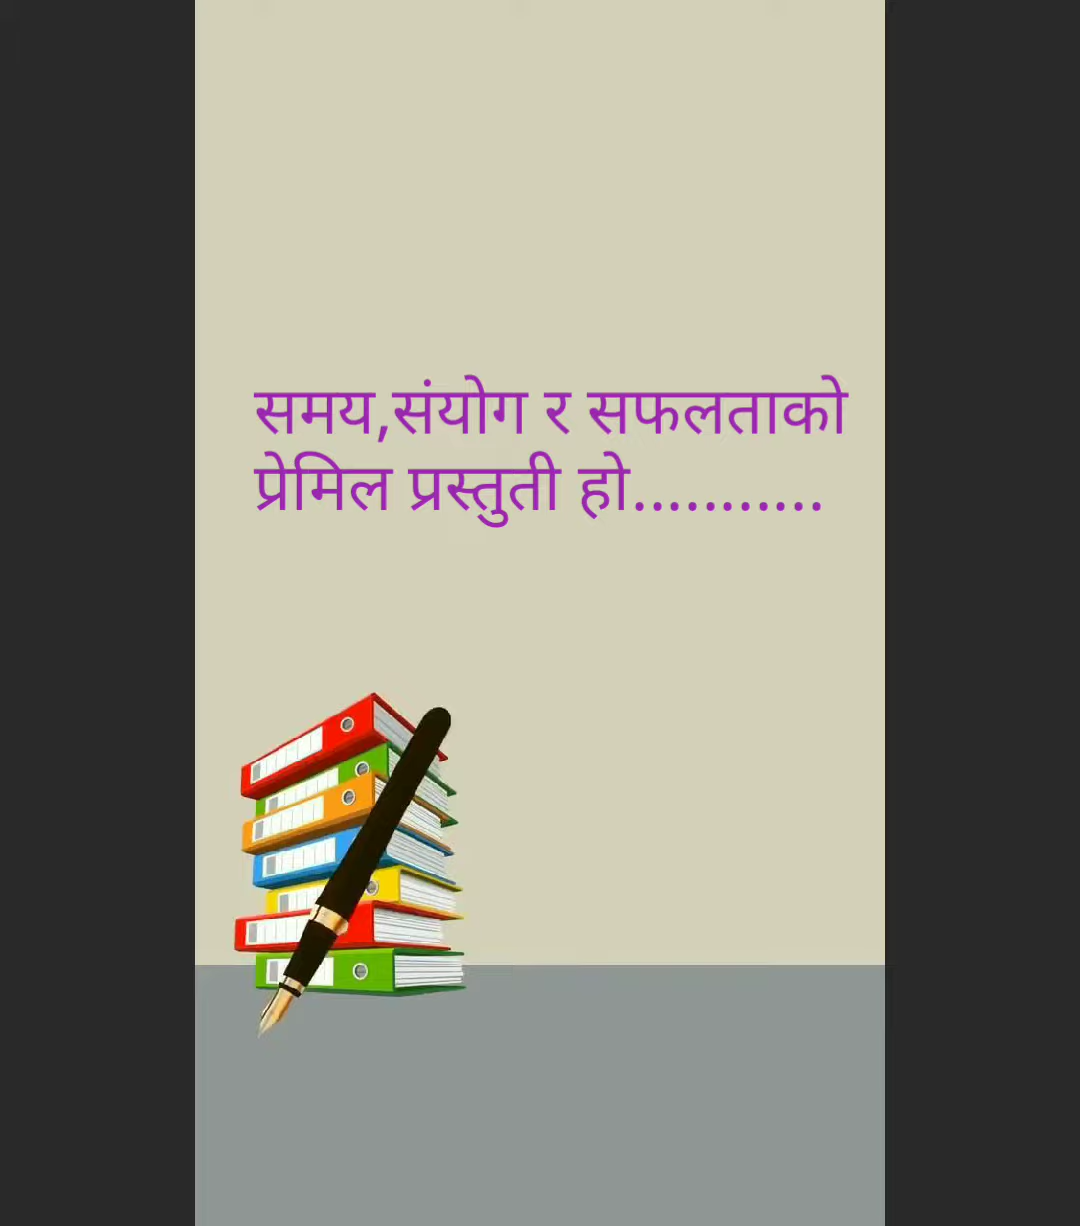 समय,संयोग र सफलताको
प्रेमिल प्रस्तुती हो...........